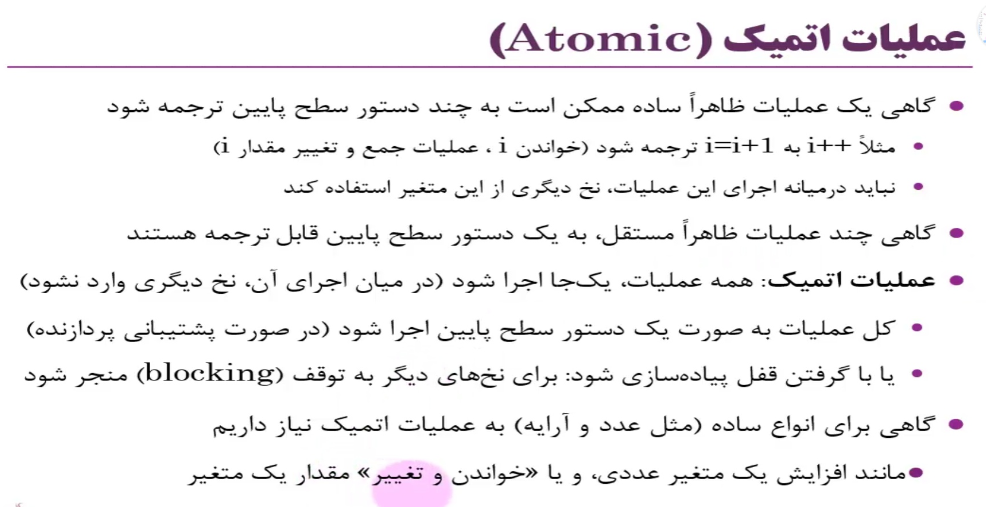 عملیات اتمیک (Atomic)
گاهی یک عملیات ظاهراً ساده ممکن است به چند دستور سطح پایین ترجمه شود
مثلاً i++ به i=i+1 ترجمه شود (خواندن i ، عملیات جمع و تغییر مقدار i)
نباید درمیانه اجرای این عملیات، نخ دیگری از این متغیر استفاده کند
گاهی چند عملیات ظاهراً مستقل، به یک دستور سطح پایین قابل ترجمه هستند
عملیات اتمیک: همه عملیات، یک‌جا اجرا شود (در میان اجرای آن، نخ دیگری وارد نشود)
کل عملیات به صورت یک دستور سطح پایین اجرا شود (در صورت پشتیبانی پردازنده)
یا با گرفتن قفل پیاده‌سازی شود: برای نخ‌های دیگر به توقف (blocking) منجر شود
گاهی برای انواع ساده (مثل عدد و آرایه) به عملیات اتمیک نیاز داریم
مانند افزایش یک متغیر عددی، و یا «خواندن و تغییر» مقدار یک متغیر